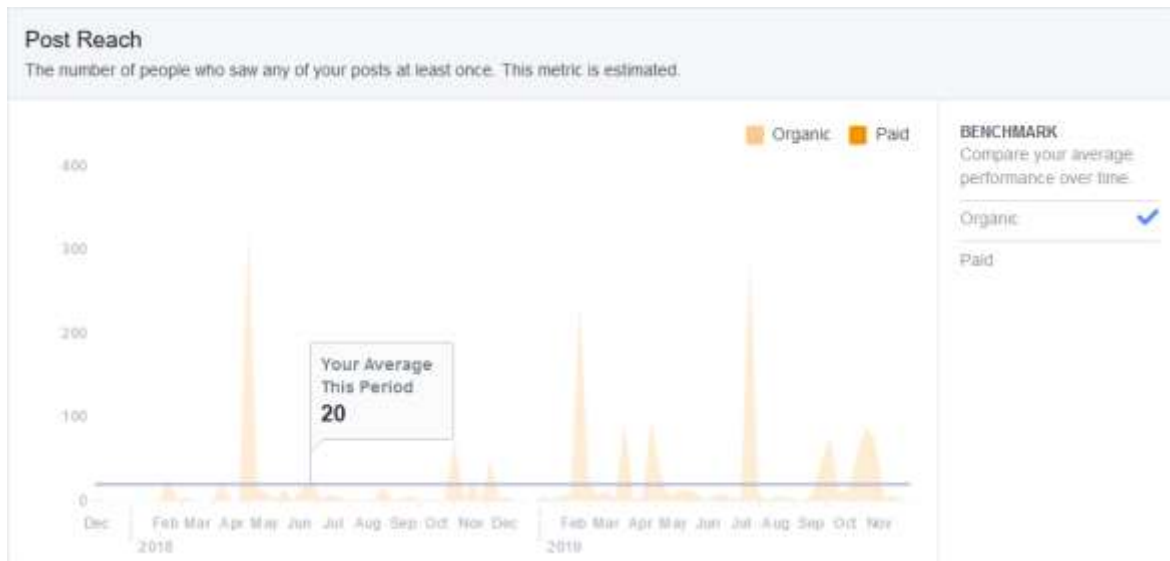 Post Reach
The number of people who saw any of your posts at least once. This metric is estimated.
Organic Paid
BENCHMARK
Compare your average
performance over time.
Organic
Paid
400
300
200
100
0
Your Average
This Period
20
Dec Feb Mar Apr May Jun Jul Aug Sep Oct Nov Dec Feb Mar Apr May Jun Jul Aug Sep Oct Nov
2018 2019